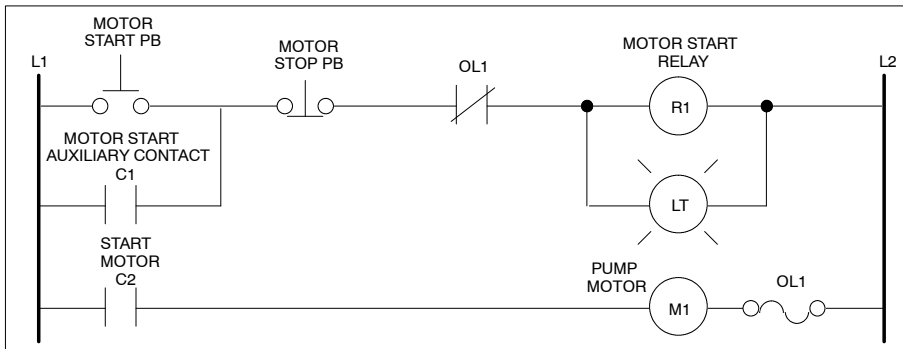 MOTOR
START PB
MOTOR
STOP PB
MOTOR START
RELAY
L1
OL1
L2
R1
MOTOR START
AUXILIARY CONTACT
C1
LT
START
MOTOR
C2
PUMP
MOTOR
OL1
M1